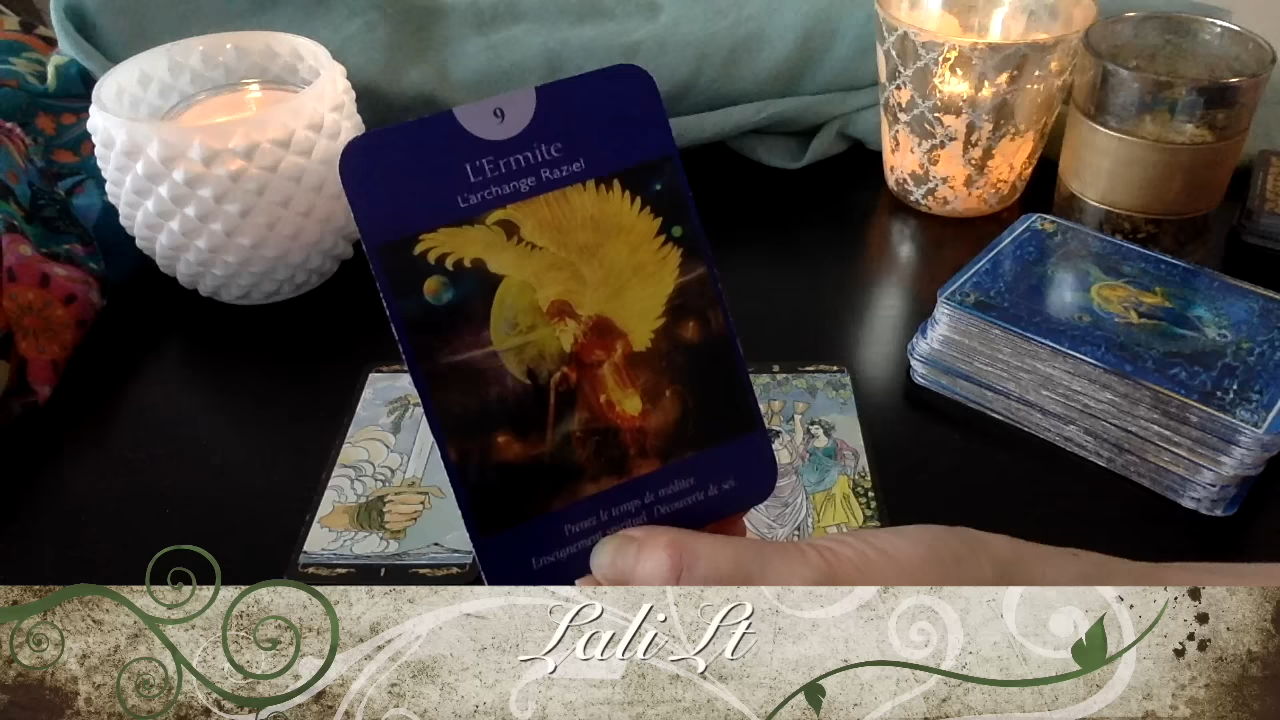 9
L'Ermite
L'archange Raziel
Prenez le temps de méditer.
Enseignement spirituel. Découverte de soi.
I
Lali Lt